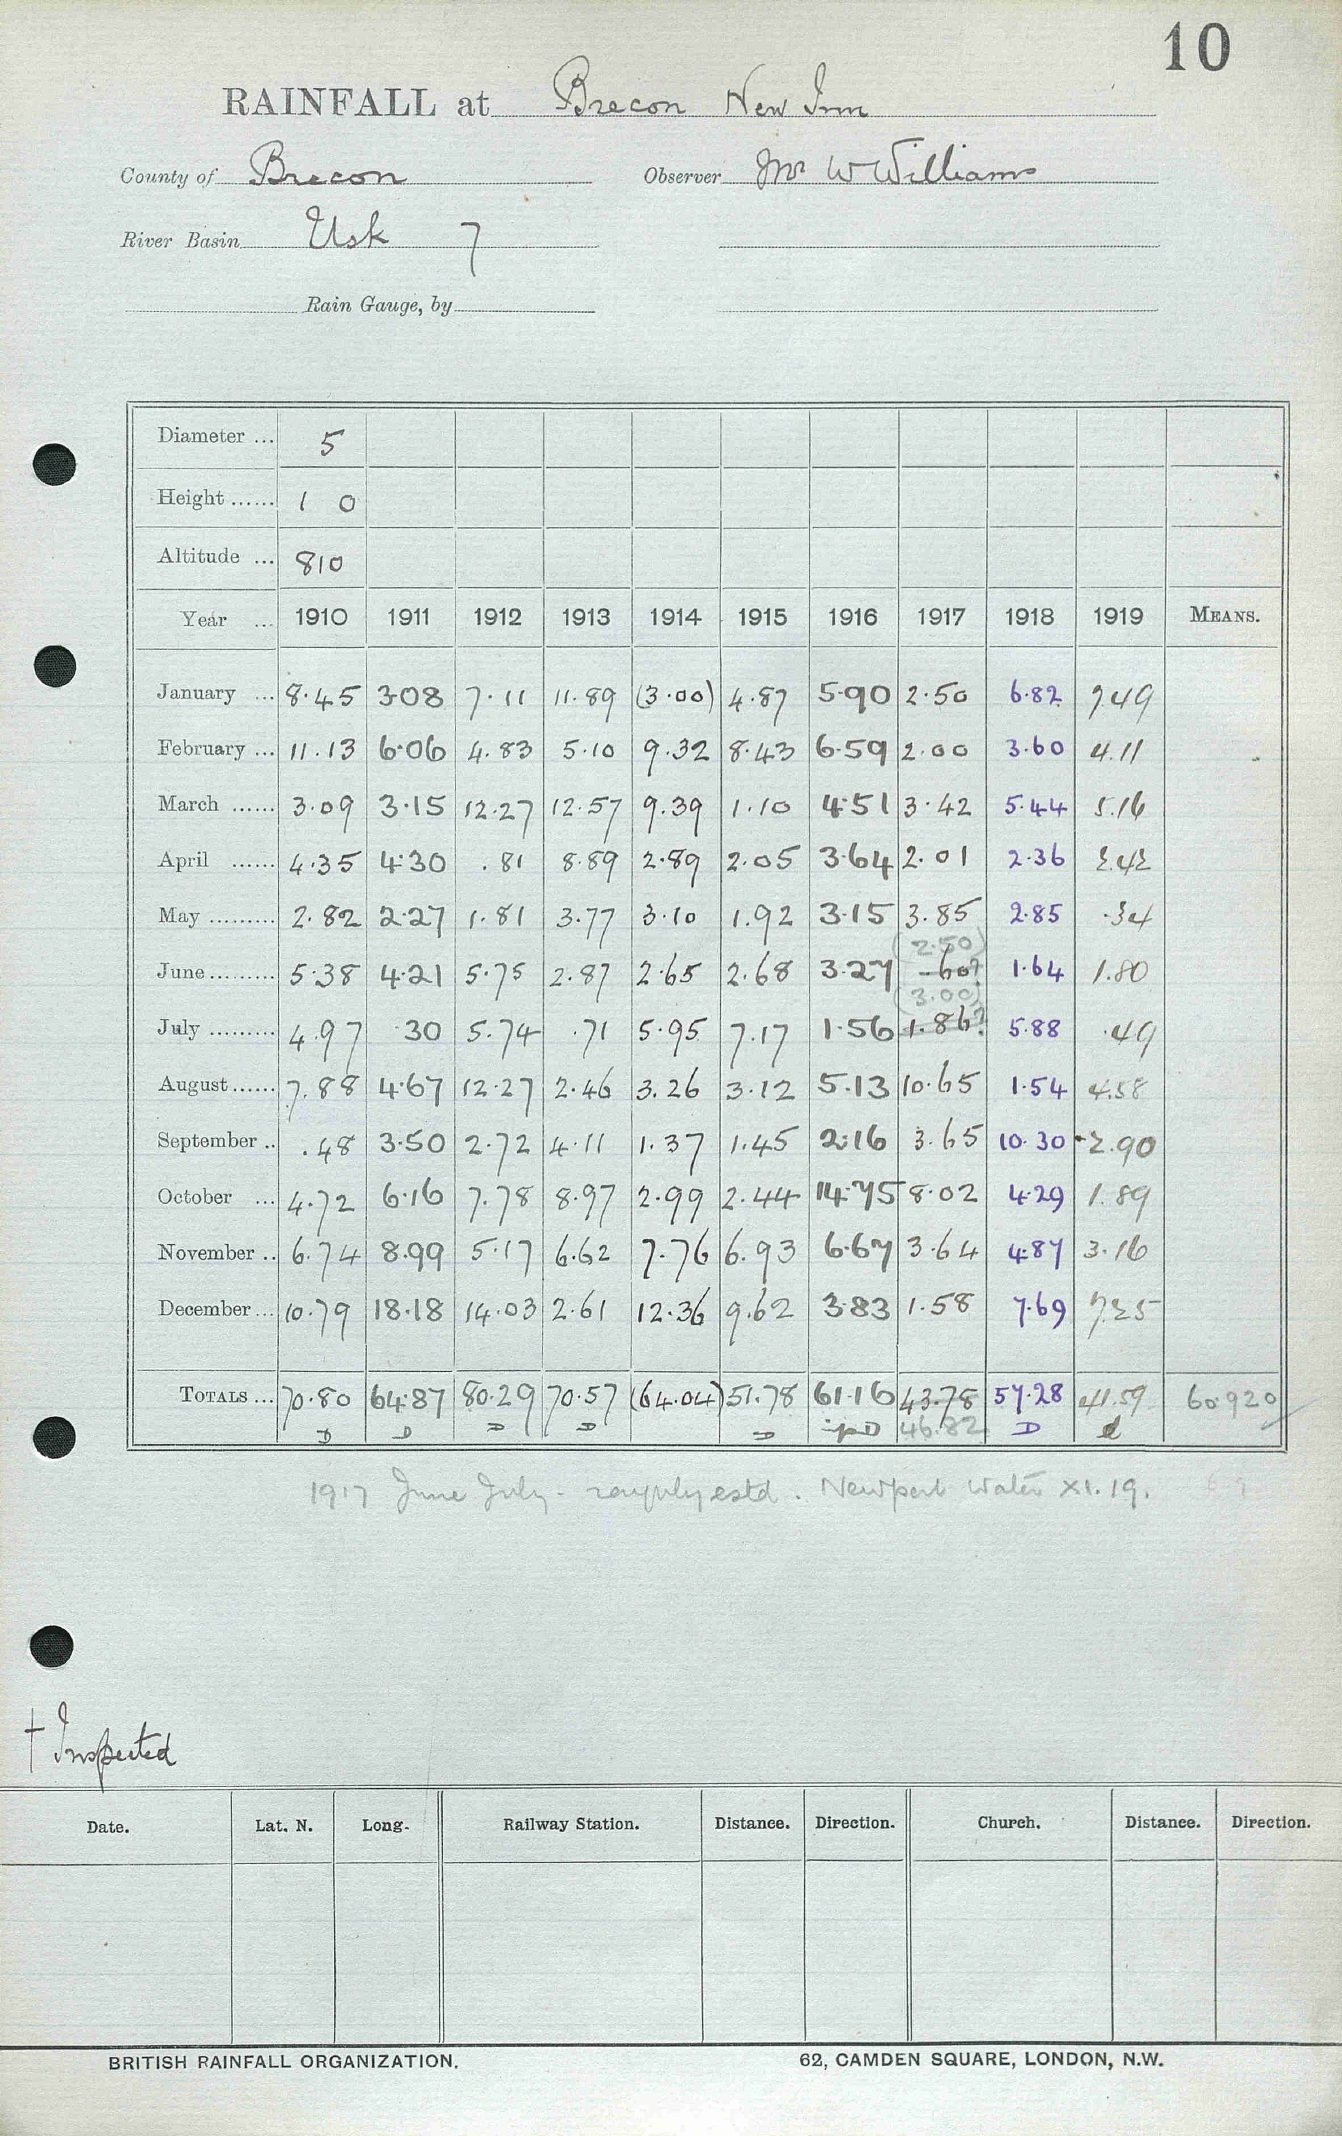 10
RAINFALL at Brecon New Inn
County of Brecon Observer Mr W Williams
River Basin Usk 7
Rain Gauge, by
Diameter ... 5
Height ...... 1 0
Altitude ... 810
Year ... 1910 1911 1912 1913 1914 1915 1916 1917 1918 1919 MEANS.
January ... 8.45 3.08 7.11 11.89 (3.00) 4.87 5.90 2.50 6.82 7.49
February ... 11.13 6.06 4.83 5.10 9.32 8.43 6.59 2.00 3.60 4.11
March ...... 3.09 3.15 12.27 12.57 9.39 1.10 4.51 3.42 5.44 5.16
April ...... 4.35 4.30 .81 8.89 2.89 2.05 3.64 2.01 2.36 2.42
May ......... 2.82 2.27 1.81 3.77 3.10 1.92 3.15 3.85 2.85 .34
(2.50)
June ......... 5.38 4.21 5.75 2.87 2.65 2.68 3.27 .60? 1.64 1.80
(3.00)
July ......... 4.97 .30 5.74 .71 5.95 7.17 1.56 1.86? 5.88 .49
August ...... 7.88 4.67 12.27 2.46 3.26 3.12 5.13 10.65 1.54 4.58
September .. .48 3.50 2.72 4.11 1.37 1.45 2.16 3.65 10.30 2.90
October ... 4.72 6.16 7.78 8.97 2.99 2.44 14.75 8.02 4.29 1.89
November .. 6.74 8.99 5.17 6.62 7.76 6.93 6.67 3.64 4.87 3.16
December ... 10.79 18.18 14.03 2.61 12.36 9.62 3.83 1.58 7.69 7.25
TOTALS ... 70.80 64.87 80.29 70.57 (64.04) 51.78 61.16 43.78 57.28 41.59 60.920
D D D D D ipD 46.82 D d
1917 June July - roughly estd. Newport Water XI.19.
† Inspected
Date. Lat. N. Long. Railway Station. Distance. Direction. Church. Distance. Direction.
BRITISH RAINFALL ORGANIZATION. 62, CAMDEN SQUARE, LONDON, N.W.